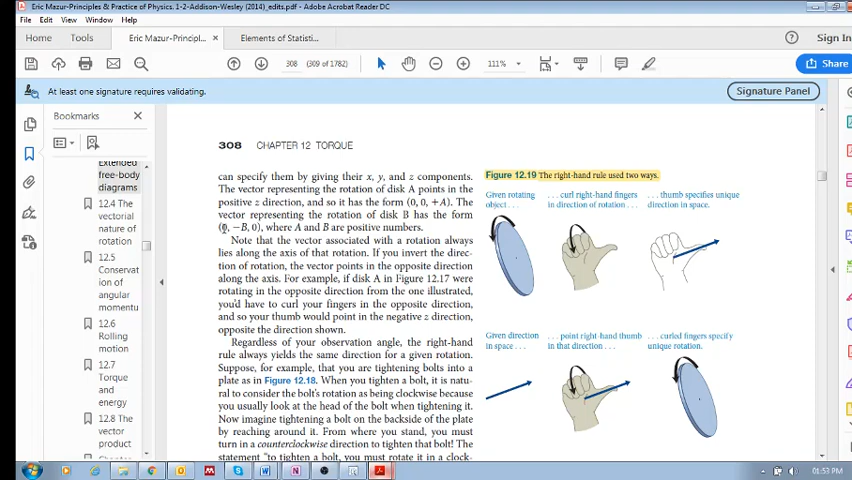 Eric Mazur-Principles & Practice of Physics. 1-2-Addison-Wesley (2014)_edits.pdf - Adobe Acrobat Reader DC
File Edit View Window Help
Home Tools Eric Mazur-Principl... × Elements of Statisti... Sign In
308 (309 of 1782) 111% Share
At least one signature requires validating. Signature Panel
Bookmarks ×
Extended
free-body
diagrams
12.4 The
vectorial
nature of
rotation
12.5
Conservat
ion of
angular
momentu
12.6
Rolling
motion
12.7
Torque
and
energy
12.8 The
vector
product
308 CHAPTER 12 TORQUE
can specify them by giving their x, y, and z components.
The vector representing the rotation of disk A points in the
positive z direction, and so it has the form (0, 0, +A). The
vector representing the rotation of disk B has the form
(0, −B, 0), where A and B are positive numbers.
Note that the vector associated with a rotation always
lies along the axis of that rotation. If you invert the direc-
tion of rotation, the vector points in the opposite direction
along the axis. For example, if disk A in Figure 12.17 were
rotating in the opposite direction from the one illustrated,
you'd have to curl your fingers in the opposite direction,
and so your thumb would point in the negative z direction,
opposite the direction shown.
Regardless of your observation angle, the right-hand
rule always yields the same direction for a given rotation.
Suppose, for example, that you are tightening bolts into a
plate as in Figure 12.18. When you tighten a bolt, it is natu-
ral to consider the bolt's rotation as being clockwise because
you usually look at the head of the bolt when tightening it.
Now imagine tightening a bolt on the backside of the plate
by reaching around it. From where you stand, you must
turn in a counterclockwise direction to tighten that bolt! The
statement "to tighten a bolt, you must rotate it in a clock-
Figure 12.19 The right-hand rule used two ways.
Given rotating
object . . .
. . . curl right-hand fingers
in direction of rotation . . .
. . . thumb specifies unique
direction in space.
Given direction
in space . . .
. . . point right-hand thumb
in that direction . . .
. . . curled fingers specify
unique rotation.
01:53 PM